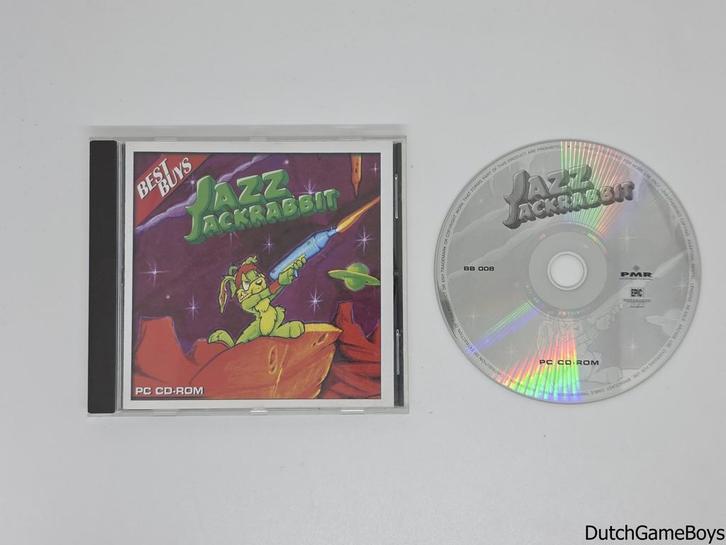 BEST
BUYS
JAZZ
JACKRABBIT
PC CD-ROM
JAZZ
JACKRABBIT
BB 008
PMR
PC CD-ROM
DutchGameBoys